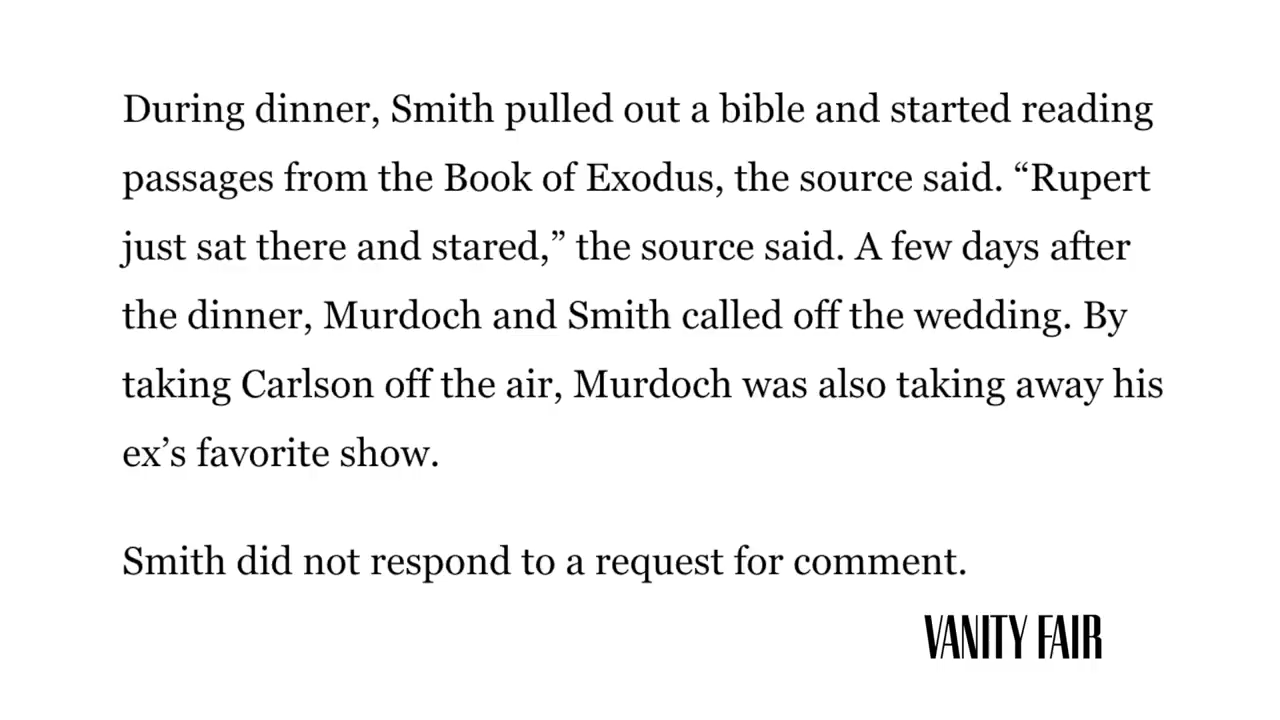 During dinner, Smith pulled out a bible and started reading
passages from the Book of Exodus, the source said. “Rupert
just sat there and stared,” the source said. A few days after
the dinner, Murdoch and Smith called off the wedding. By
taking Carlson off the air, Murdoch was also taking away his
ex’s favorite show.
Smith did not respond to a request for comment.
VANITY FAIR